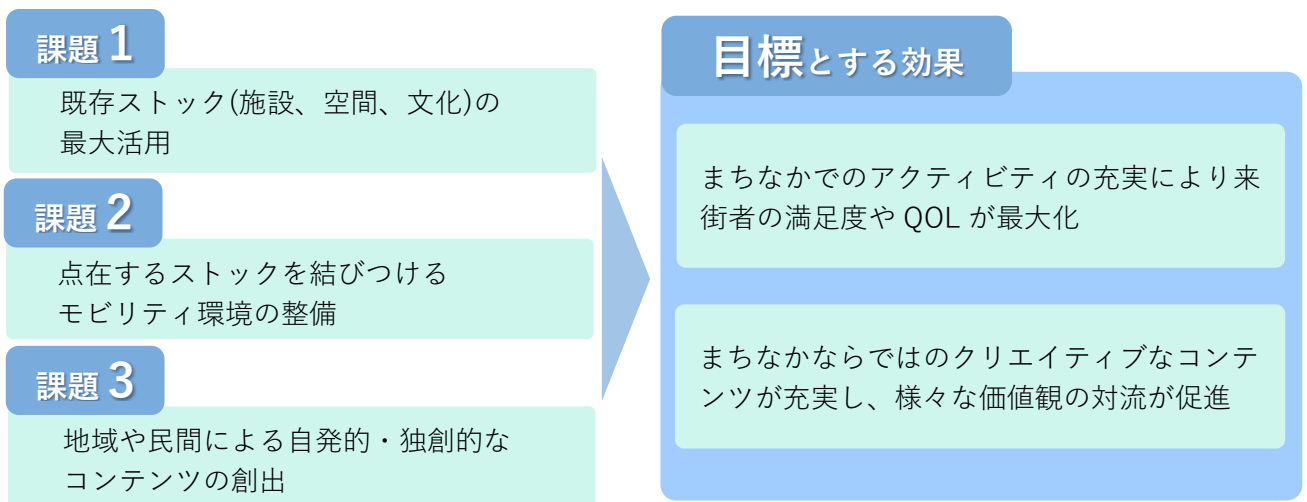 課題 1
既存ストック(施設、空間、文化)の
最大活用
課題 2
点在するストックを結びつける
モビリティ環境の整備
課題 3
地域や民間による自発的・独創的な
コンテンツの創出
目標とする効果
まちなかでのアクティビティの充実により来
街者の満足度や QOL が最大化
まちなかならではのクリエイティブなコンテ
ンツが充実し、様々な価値観の対流が促進